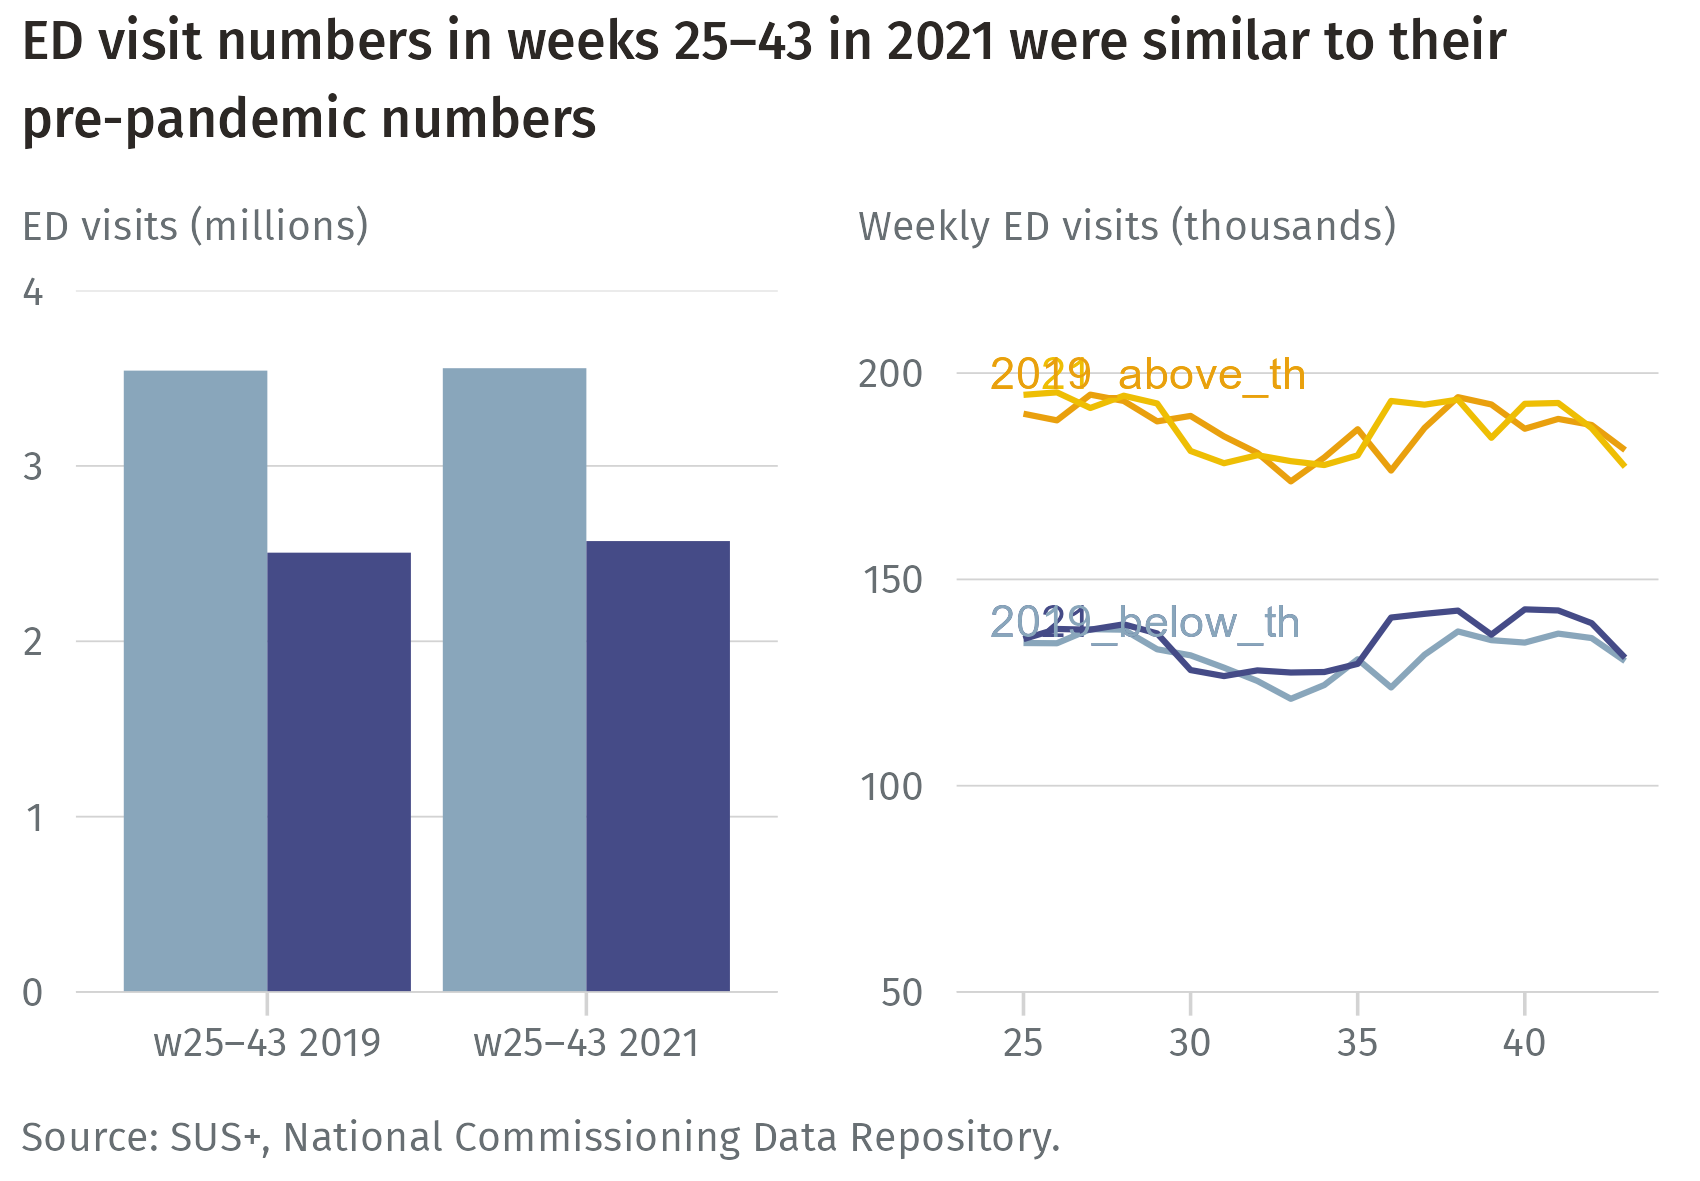 ED visit numbers in weeks 25–43 in 2021 were similar to their
pre-pandemic numbers
ED visits (millions)
4
3
2
1
0
w25–43 2019
w25–43 2021
Weekly ED visits (thousands)
200
150
100
50
2019_above_th
2019_below_th
25
30
35
40
Source: SUS+, National Commissioning Data Repository.